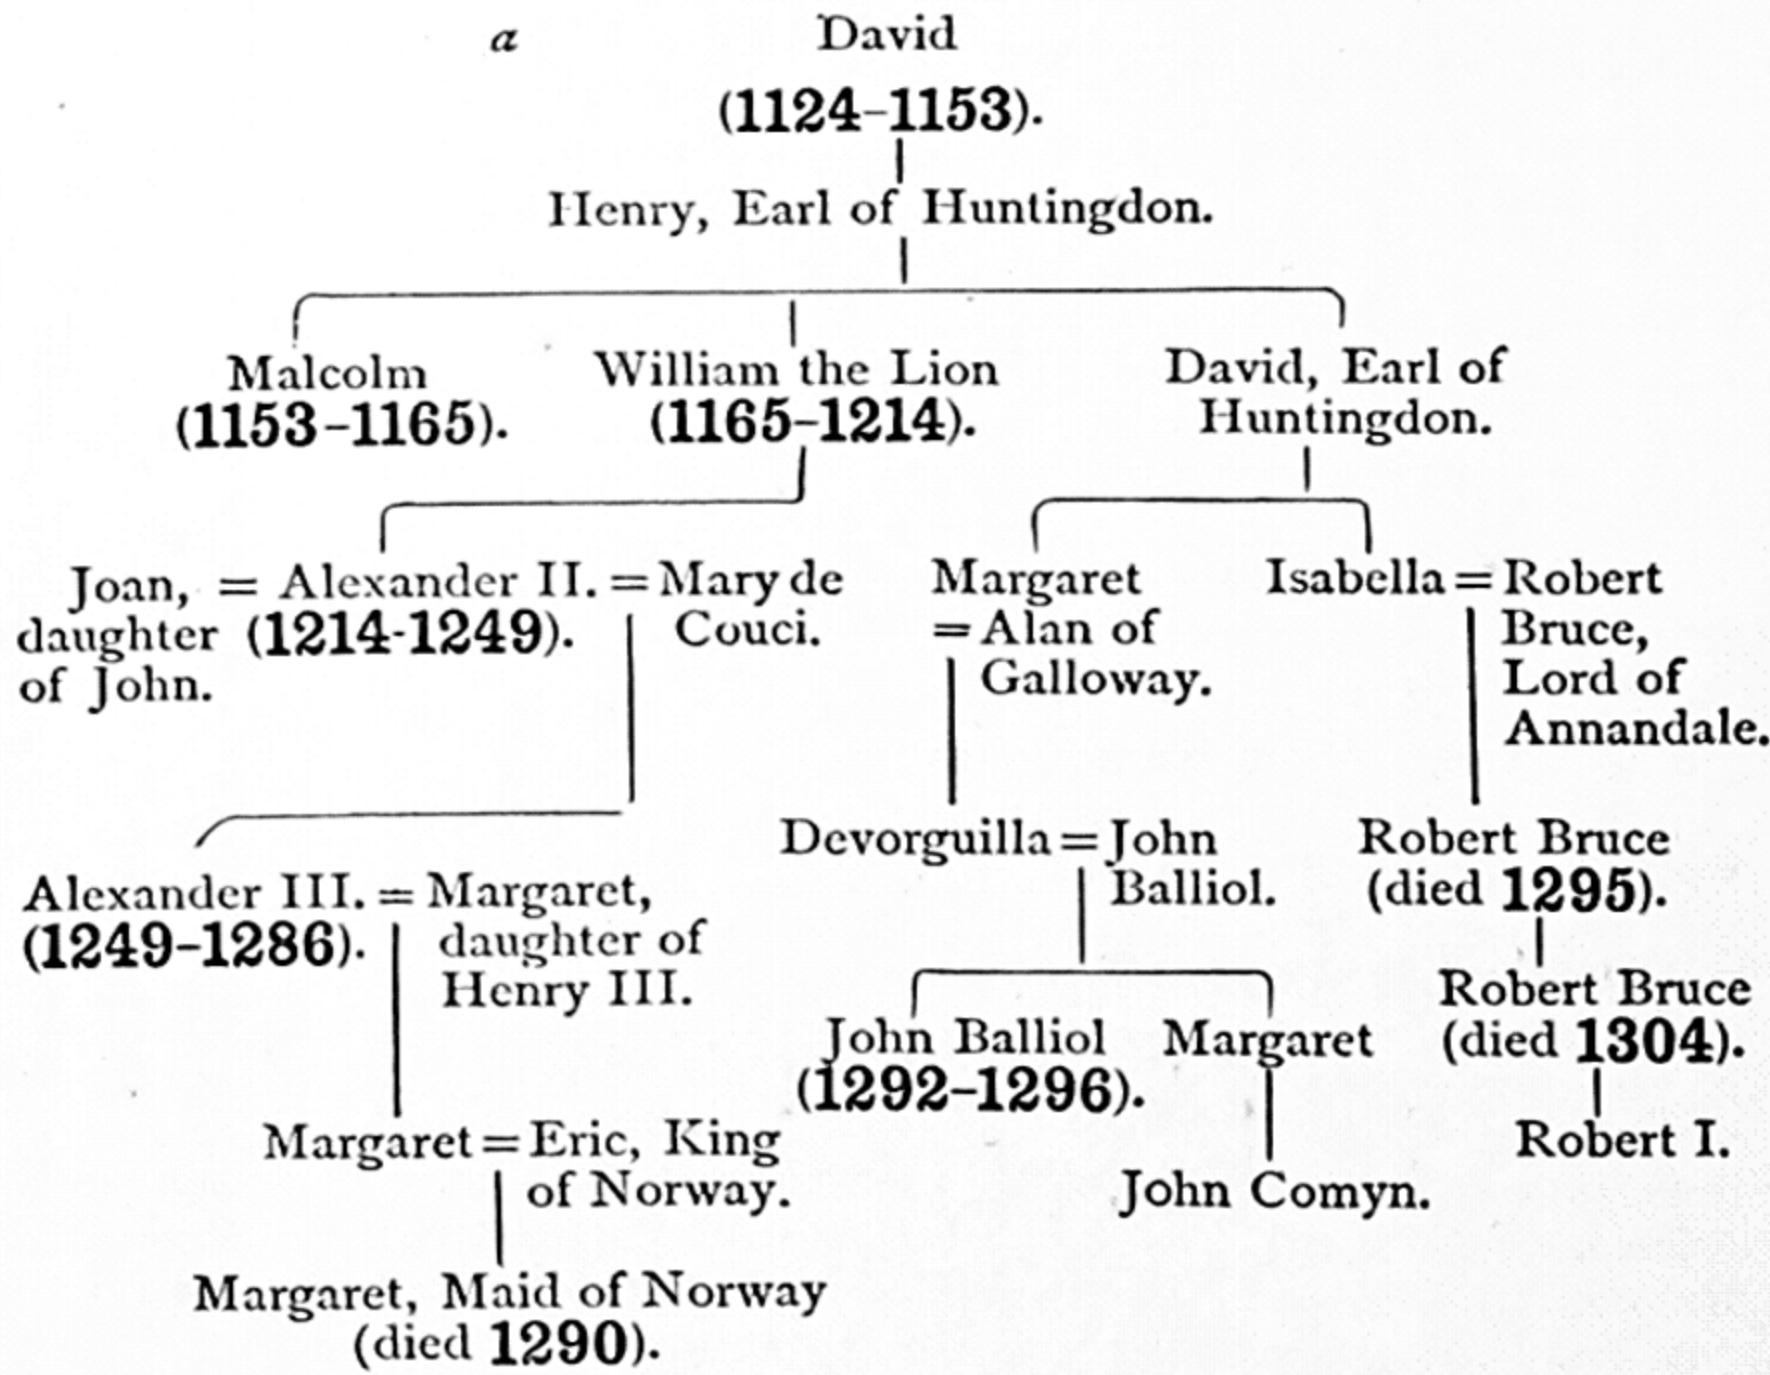 a David
(1124–1153).
Henry, Earl of Huntingdon.
Malcolm William the Lion David, Earl of
(1153–1165). (1165–1214). Huntingdon.
Joan, = Alexander II. = Mary de Margaret Isabella = Robert
daughter (1214-1249). Couci. = Alan of Bruce,
of John. Galloway. Lord of
Annandale.
Devorguilla = John Robert Bruce
Balliol. (died 1295).
Alexander III. = Margaret,
(1249–1286). daughter of
Henry III. Robert Bruce
John Balliol Margaret (died 1304).
(1292–1296).
Margaret = Eric, King Robert I.
of Norway. John Comyn.
Margaret, Maid of Norway
(died 1290).